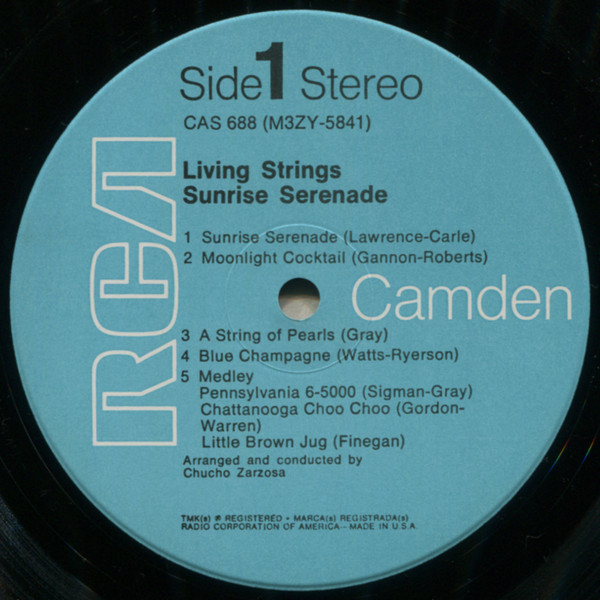 Side 1 Stereo
CAS 688 (M3ZY-5841)
RCA
Living Strings
Sunrise Serenade
1 Sunrise Serenade (Lawrence-Carle)
2 Moonlight Cocktail (Gannon-Roberts)
Camden
3 A String of Pearls (Gray)
4 Blue Champagne (Watts-Ryerson)
5 Medley
Pennsylvania 6-5000 (Sigman-Gray)
Chattanooga Choo Choo (Gordon-
Warren)
Little Brown Jug (Finegan)
Arranged and conducted by
Chucho Zarzosa
TMK(s) ® REGISTERED • MARCA(s) REGISTRADA(s)
RADIO CORPORATION OF AMERICA – MADE IN U.S.A.